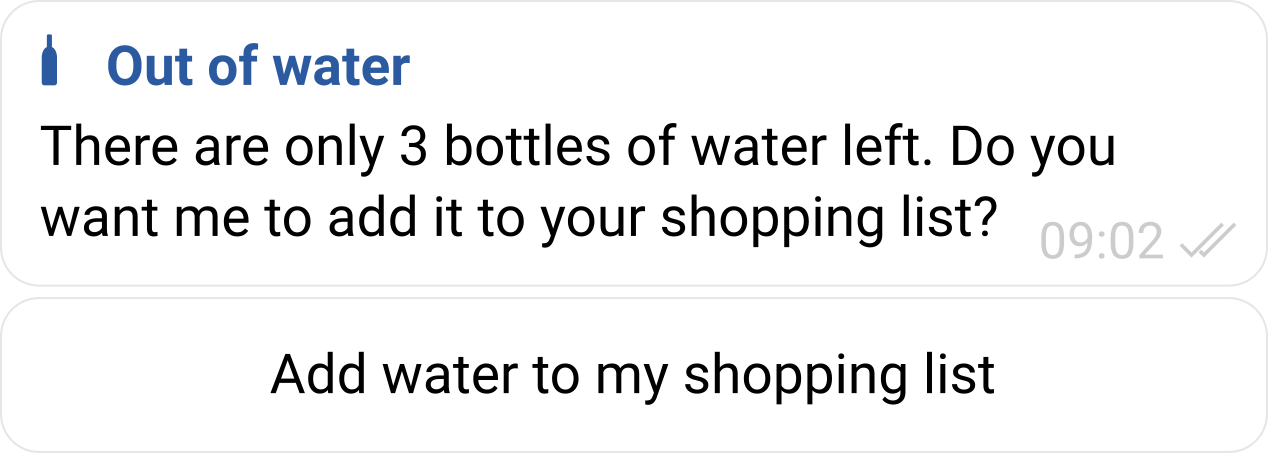 Out of water
There are only 3 bottles of water left. Do you
want me to add it to your shopping list?
09:02
Add water to my shopping list